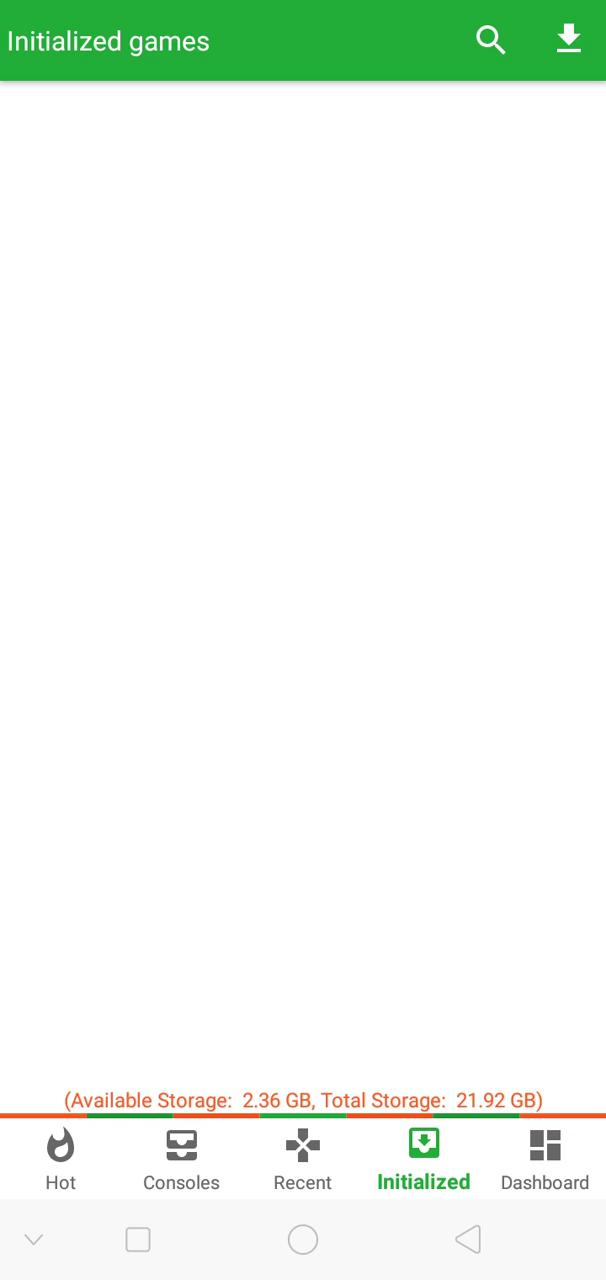 Initialized games
(Available Storage:  2.36 GB, Total Storage:  21.92 GB)
Hot
Consoles
Recent
Initialized
Dashboard